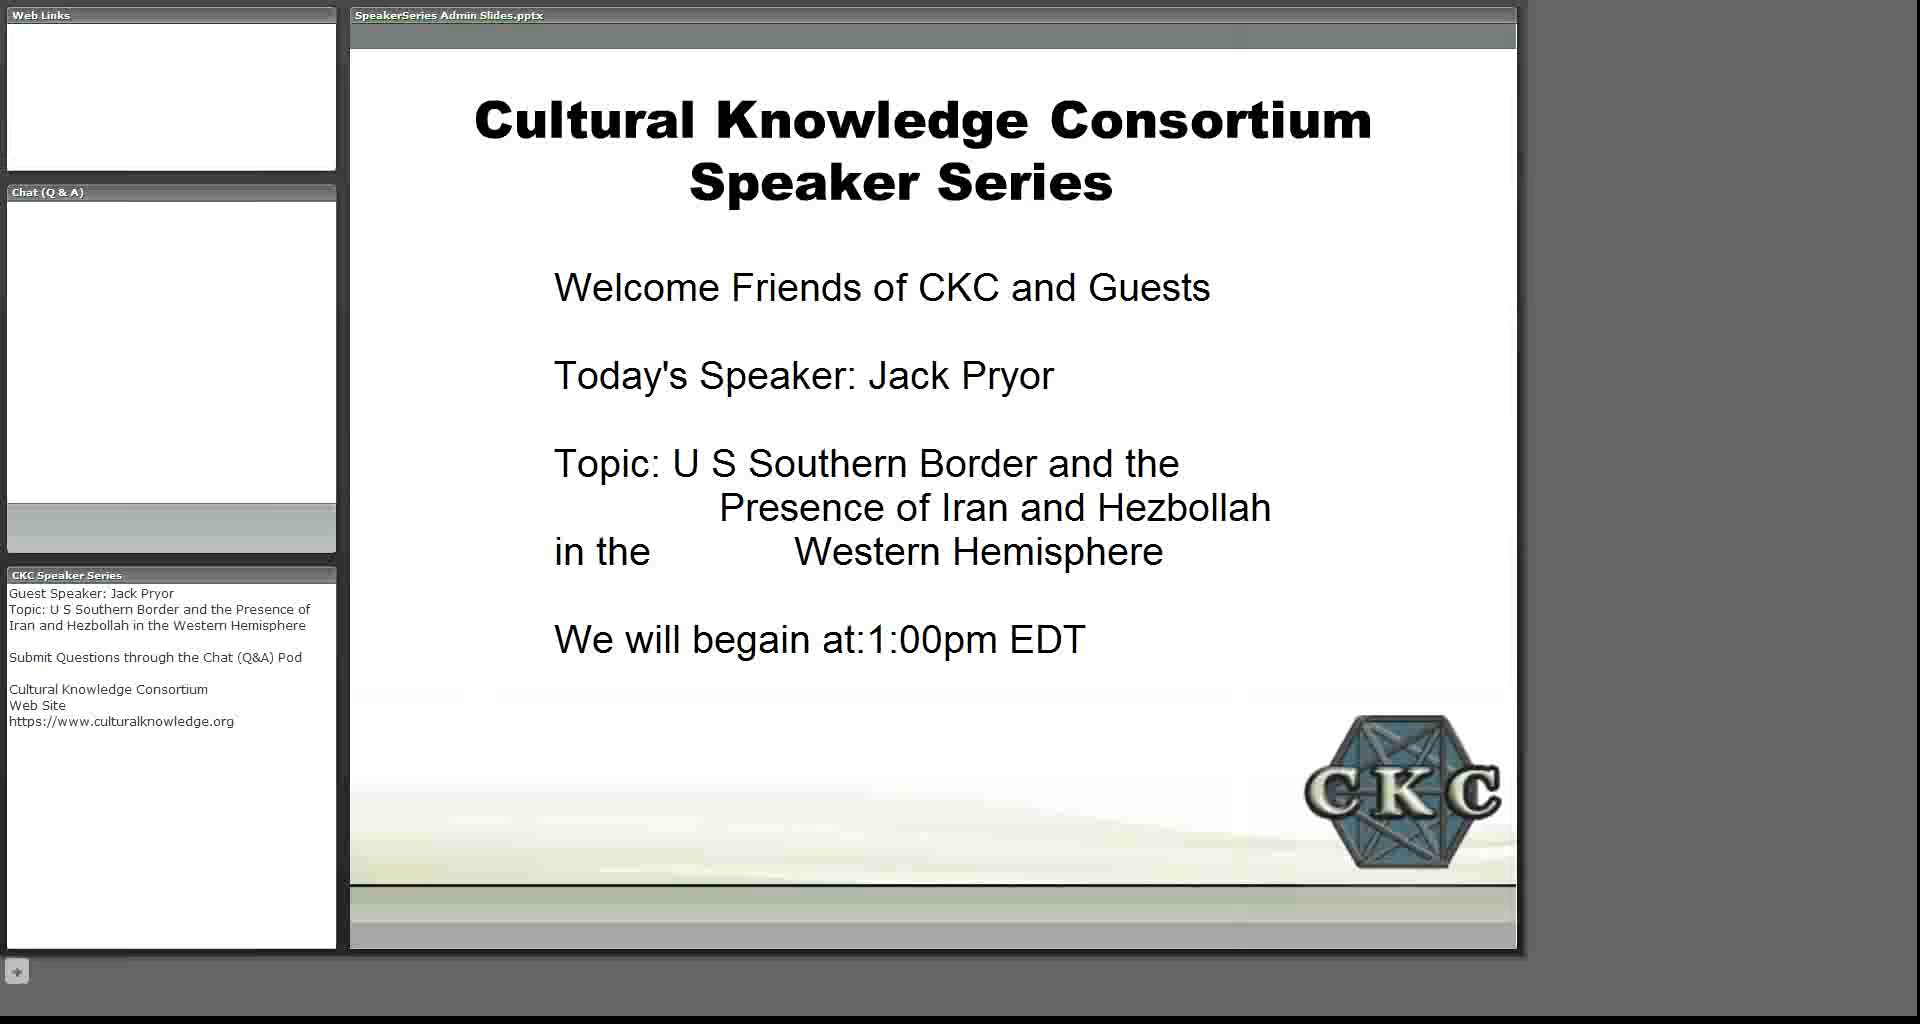 Web Links
Chat (Q & A)
CKC Speaker Series
Guest Speaker: Jack Pryor
Topic: U S Southern Border and the Presence of
Iran and Hezbollah in the Western Hemisphere
Submit Questions through the Chat (Q&A) Pod
Cultural Knowledge Consortium
Web Site
https://www.culturalknowledge.org
SpeakerSeries Admin Slides.pptx
Cultural Knowledge Consortium
Speaker Series
Welcome Friends of CKC and Guests
Today's Speaker: Jack Pryor
Topic: U S Southern Border and the
Presence of Iran and Hezbollah
in the Western Hemisphere
We will begain at:1:00pm EDT
CKC